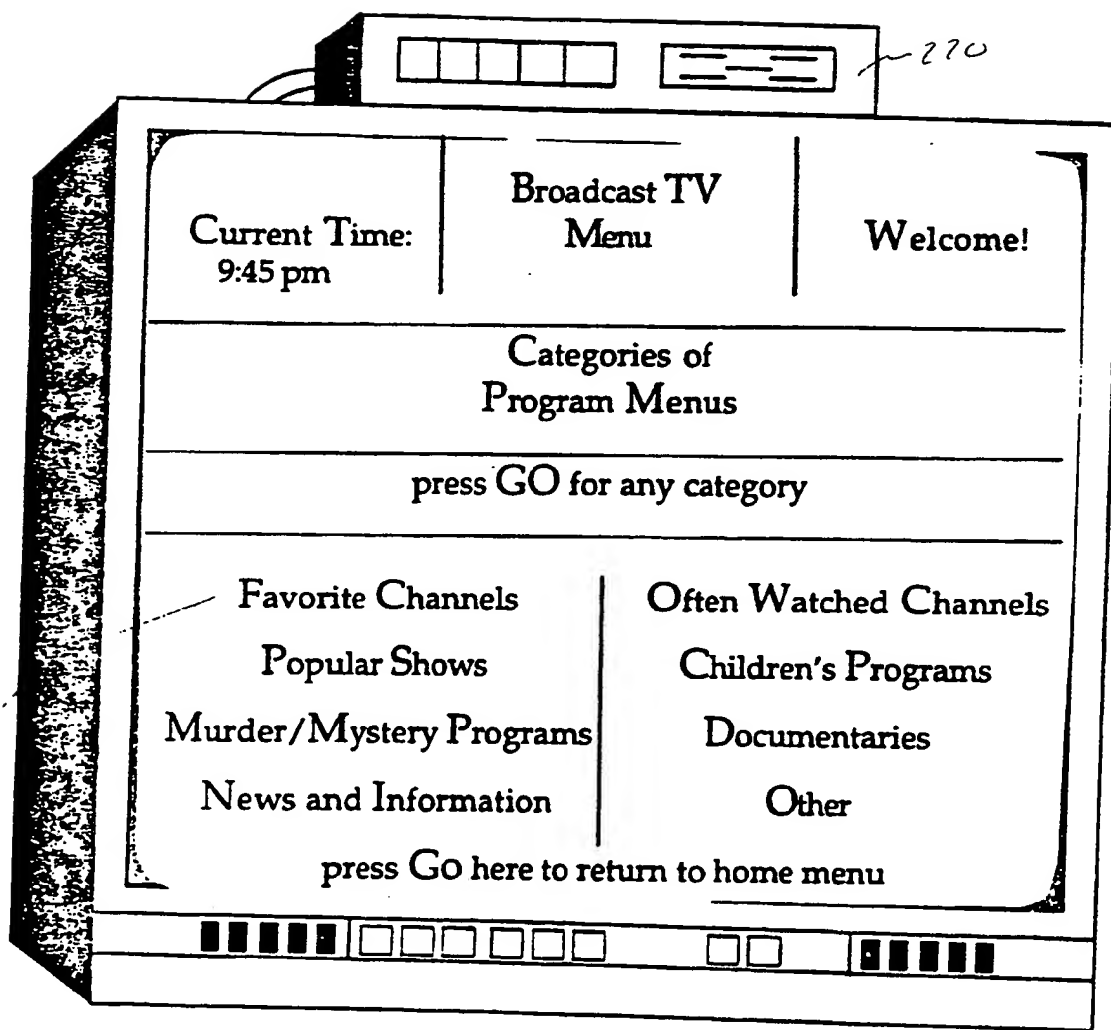 220
Current Time:
9:45 pm
Broadcast TV
Menu
Welcome!
Categories of
Program Menus
press GO for any category
Favorite Channels
Often Watched Channels
Popular Shows
Children's Programs
Murder/Mystery Programs
Documentaries
News and Information
Other
press Go here to return to home menu